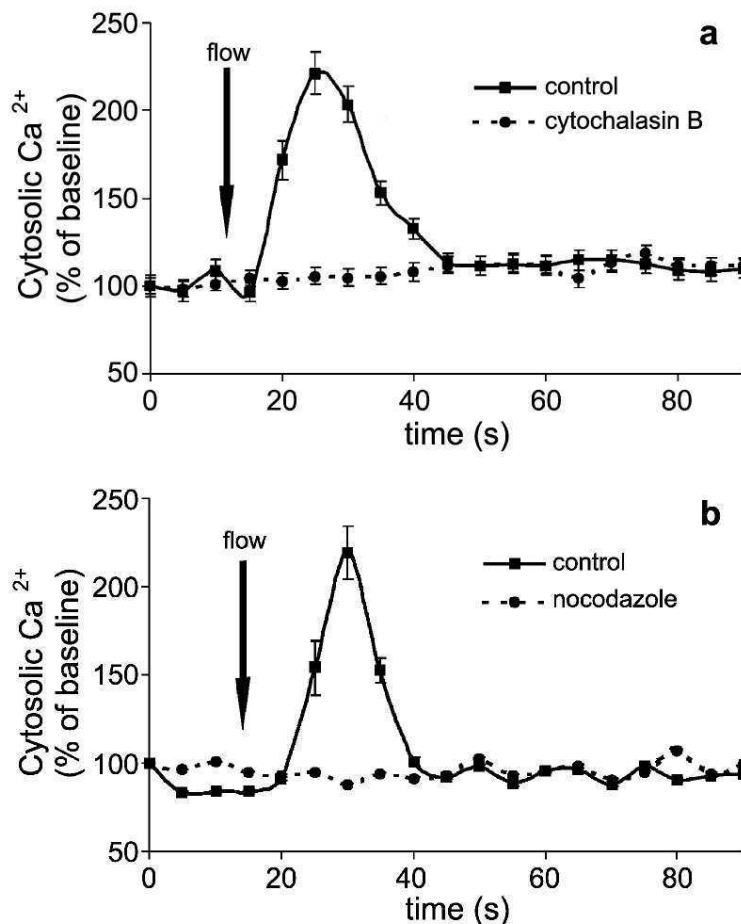 a
flow
control
cytochalasin B
Cytosolic Ca 2+
(% of baseline)
250
200
150
100
50
0
20
40
60
80
time (s)
b
flow
control
nocodazole
Cytosolic Ca 2+
(% of baseline)
250
200
150
100
50
0
20
40
60
80
time (s)